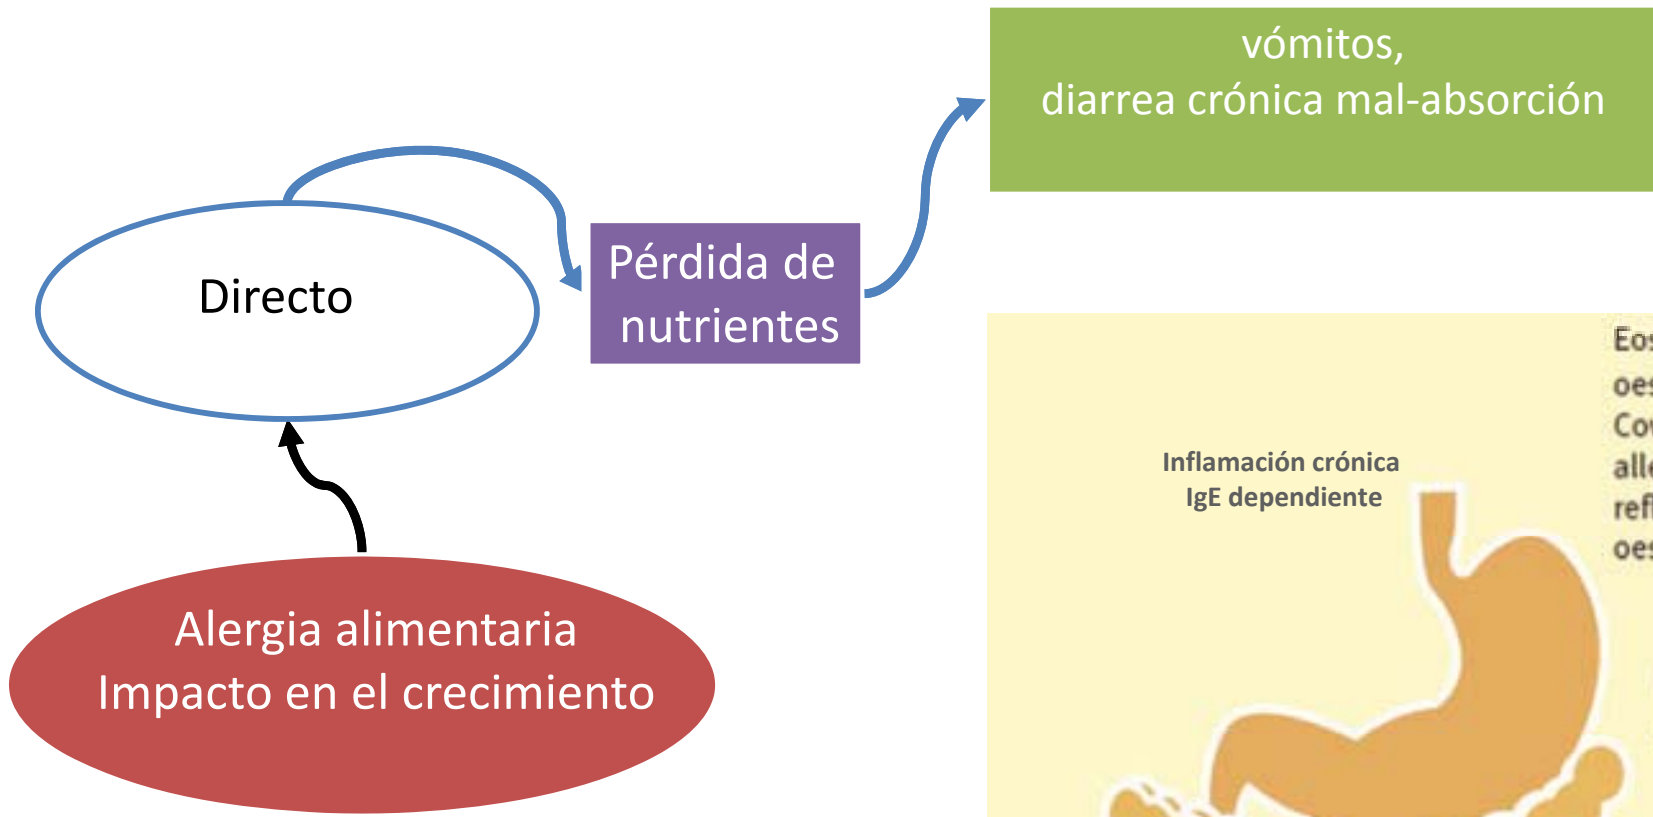 vómitos,
diarrea crónica mal-absorción
Directo
Pérdida de
nutrientes
Inflamación crónica
IgE dependiente
Alergia alimentaria
Impacto en el crecimiento